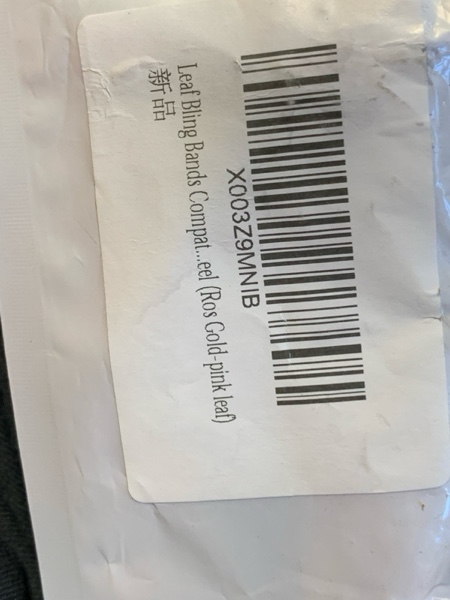 X003Z9MNIB
Leaf Bling Bands Compat...eel (Ros Gold-pink leaf)
新品